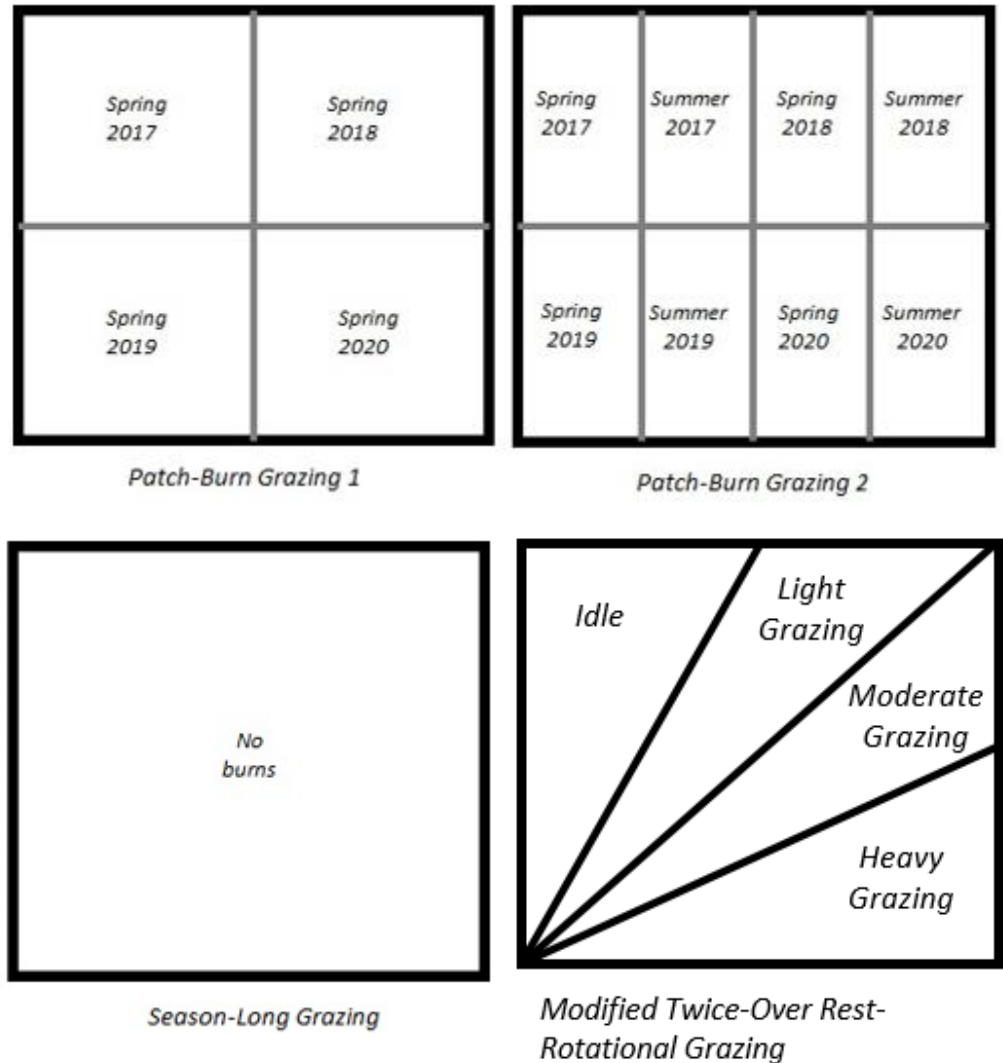 Spring
2017
Spring
2018
Spring
2019
Spring
2020
Patch-Burn Grazing 1
Spring
2017
Summer
2017
Spring
2018
Summer
2018
Spring
2019
Summer
2019
Spring
2020
Summer
2020
Patch-Burn Grazing 2
No
burns
Season-Long Grazing
Idle
Light
Grazing
Moderate
Grazing
Heavy
Grazing
Modified Twice-Over Rest-
Rotational Grazing